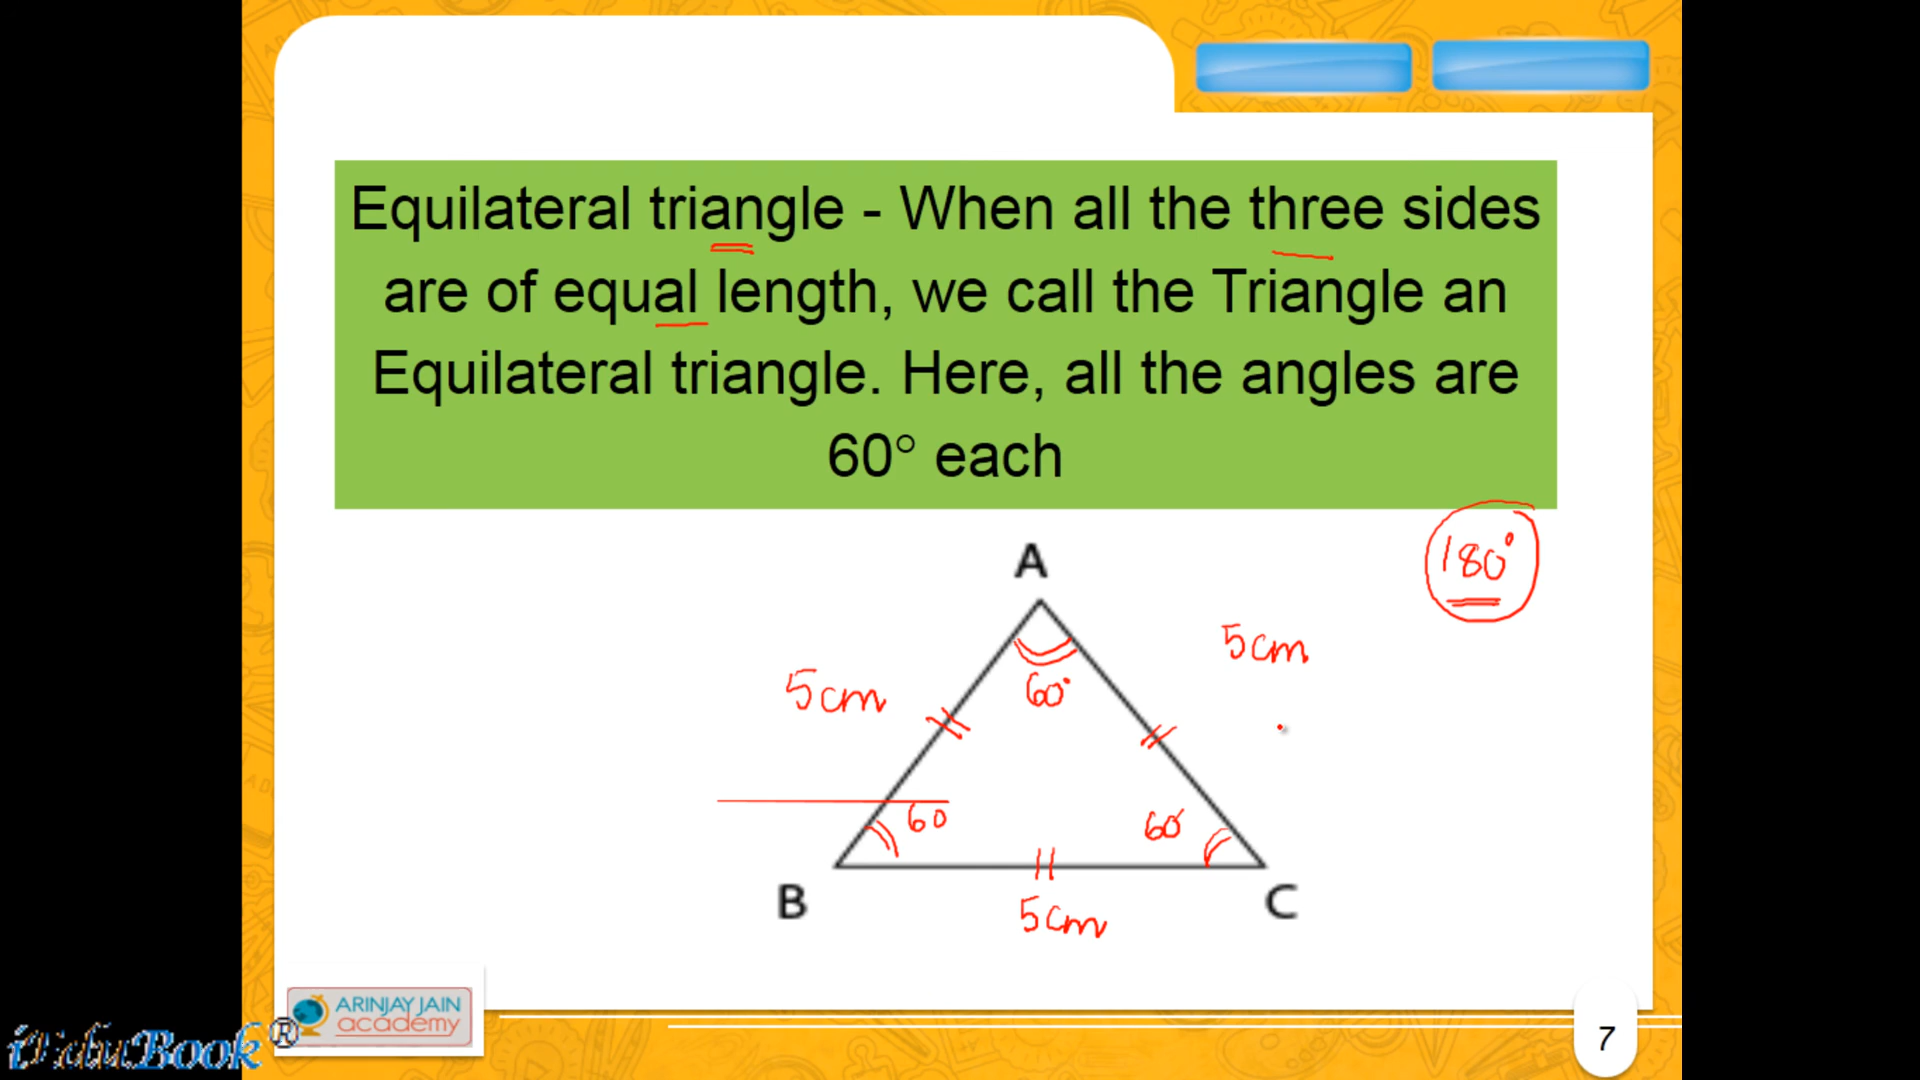 Equilateral triangle - When all the three sides
are of equal length, we call the Triangle an
Equilateral triangle. Here, all the angles are
60° each
180°
A
5cm
5cm
60°
60
60°
B
C
5cm
ARINJAY JAIN
academy
iEduBook®
7